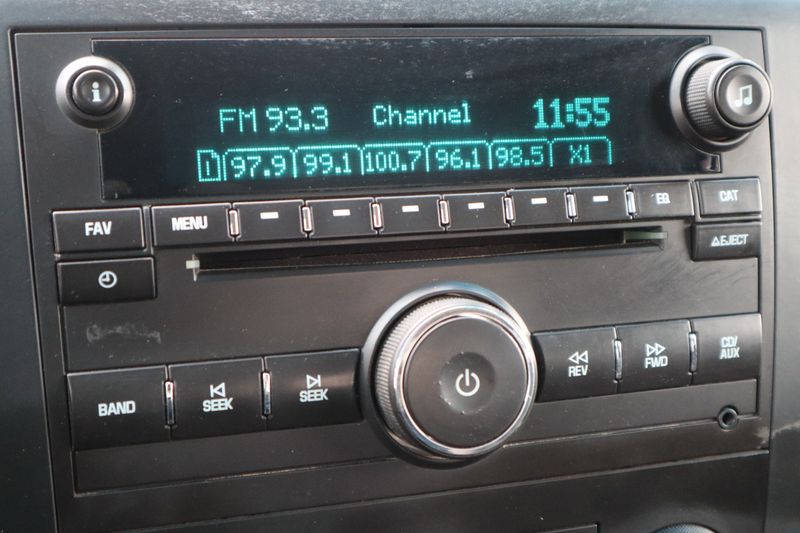 i
FM 93.3 Channel 11:55
1 97.9 99.1 100.7 96.1 98.5 X1
FAV MENU EQ CAT
≜EJECT
BAND SEEK SEEK REV FWD CD/
AUX